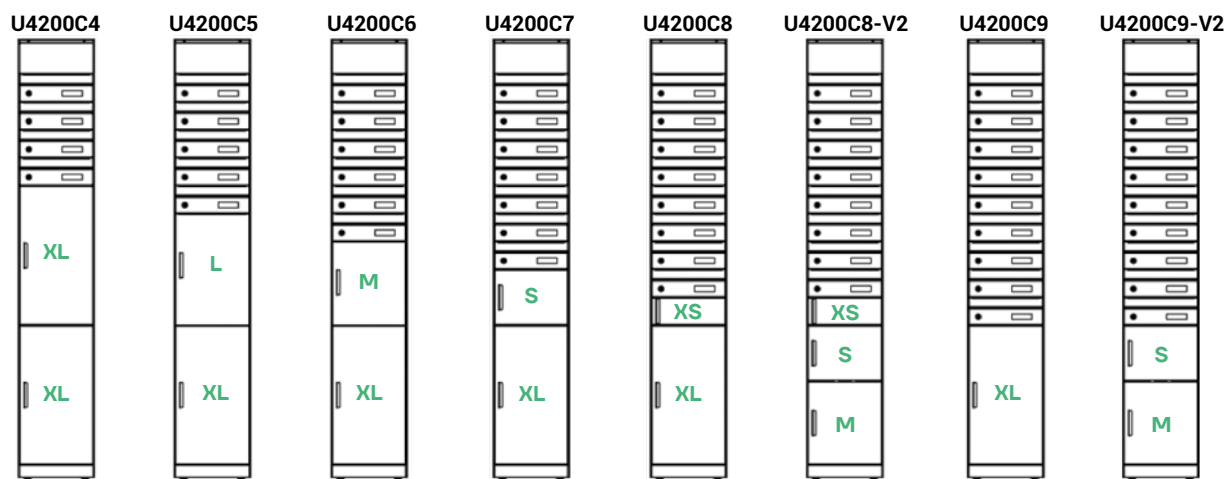 U4200C4 U4200C5 U4200C6 U4200C7 U4200C8 U4200C8-V2 U4200C9 U4200C9-V2
XL L M S XS XS
S S
XL XL XL XL XL M XL M